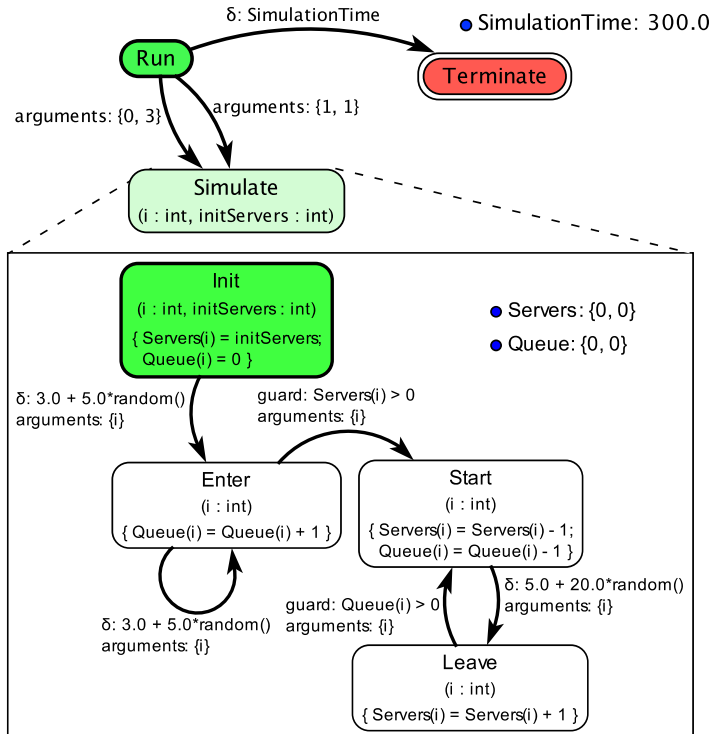 δ: SimulationTime
SimulationTime: 300.0
Run
Terminate
arguments: {0, 3}
arguments: {1, 1}
Simulate
(i : int, initServers : int)
Init
(i : int, initServers : int)
{ Servers(i) = initServers;
Queue(i) = 0 }
Servers: {0, 0}
Queue: {0, 0}
δ: 3.0 + 5.0*random()
arguments: {i}
guard: Servers(i) > 0
arguments: {i}
Enter
(i : int)
{ Queue(i) = Queue(i) + 1 }
Start
(i : int)
{ Servers(i) = Servers(i) - 1;
Queue(i) = Queue(i) - 1 }
δ: 3.0 + 5.0*random()
arguments: {i}
guard: Queue(i) > 0
arguments: {i}
δ: 5.0 + 20.0*random()
arguments: {i}
Leave
(i : int)
{ Servers(i) = Servers(i) + 1 }